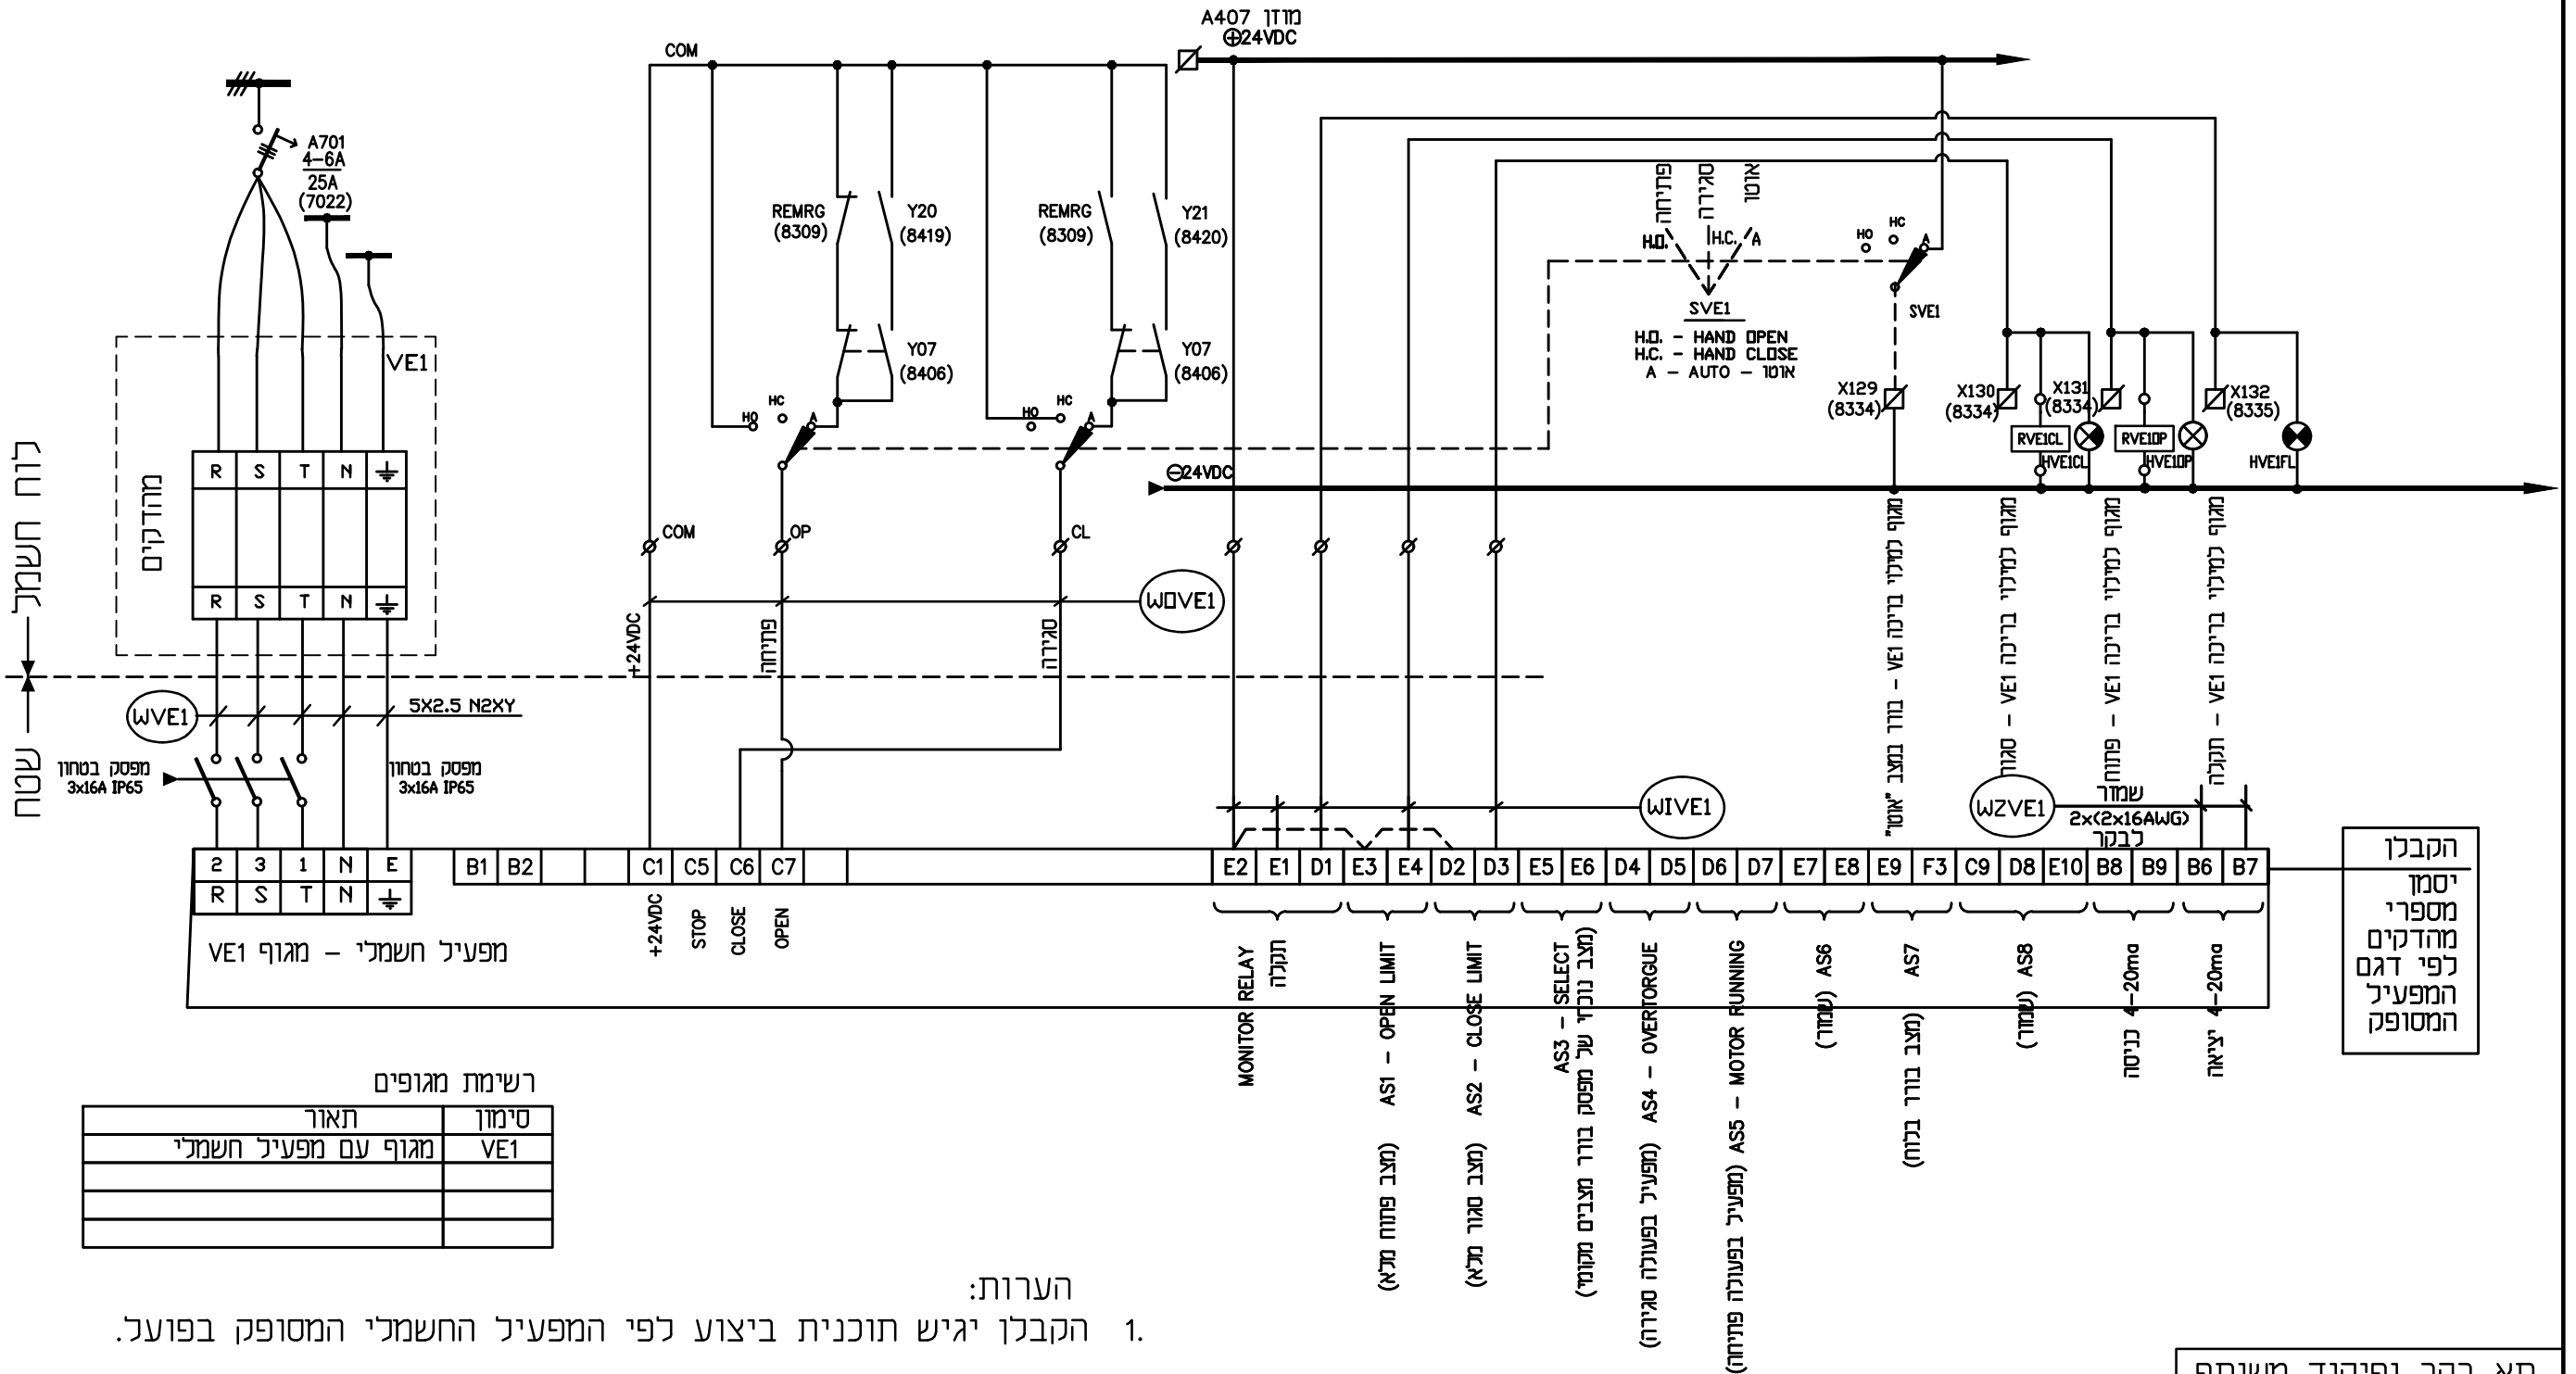 מוזן A407
⊕24VDC
COM
A701
4-6A
25A
(7022)
REMRG
(8309)
Y20
(8419)
REMRG
(8309)
Y21
(8420)
Y07
(8406)
Y07
(8406)
HO
HC
A
HO
HC
A
פתיחה
סגירה
אוטו
H.O.
H.C.
A
SVE1
H.O. - HAND OPEN
H.C. - HAND CLOSE
A - AUTO - אוטו
HO
HC
A
SVE1
X129
(8334)
X130
(8334)
X131
(8334)
X132
(8335)
RVE1CL
HVE1CL
RVE1OP
HVE1OP
HVE1FL
⊖24VDC
לוח חשמל
שטח
VE1
מהדקים
R S T N
R S T N
COM
OP
CL
WOVE1
+24VDC
פתיחה
סגירה
WVE1
5X2.5 N2XY
מפסק בטחון
3x16A IP65
מפסק בטחון
3x16A IP65
מגוף למילוי בריכה VE1 - בורר במצב "אוטו"
מגוף למילוי בריכה VE1 - סגור
מגוף למילוי בריכה VE1 - פתוח
מגוף למילוי בריכה VE1 - תקלה
WIVE1
WZVE1
שמור
2x(2x16AWG)
לבקר
2 3 1 N E
R S T N
B1 B2 C1 C5 C6 C7
E2 E1 D1 E3 E4 D2 D3 E5 E6 D4 D5 D6 D7 E7 E8 E9 F3 C9 D8 E10 B8 B9 B6 B7
+24VDC
STOP
CLOSE
OPEN
מפעיל חשמלי - מגוף VE1
MONITOR RELAY
תקלה
AS1 - OPEN LIMIT (מצב פתוח מלא)
AS2 - CLOSE LIMIT (מצב סגור מלא)
AS3 - SELECT
(מצב נוכחי של מפסק בורר מצבים מקומי)
AS4 - OVERTORGUE (מפעיל בפעולה סגירה)
AS5 - MOTOR RUNNING (מפעיל בפעולה פתיחה)
AS6 (שמור)
AS7 (מצב בורר בלוח)
AS8 (שמור)
כניסה 4-20ma
יציאה 4-20ma
הקבלן
יסמן
מספרי
מהדקים
לפי דגם
המפעיל
המסופק
רשימת מגופים
סימון תאור
VE1 מגוף עם מפעיל חשמלי
הערות:
1. הקבלן יגיש תוכנית ביצוע לפי המפעיל החשמלי המסופק בפועל.